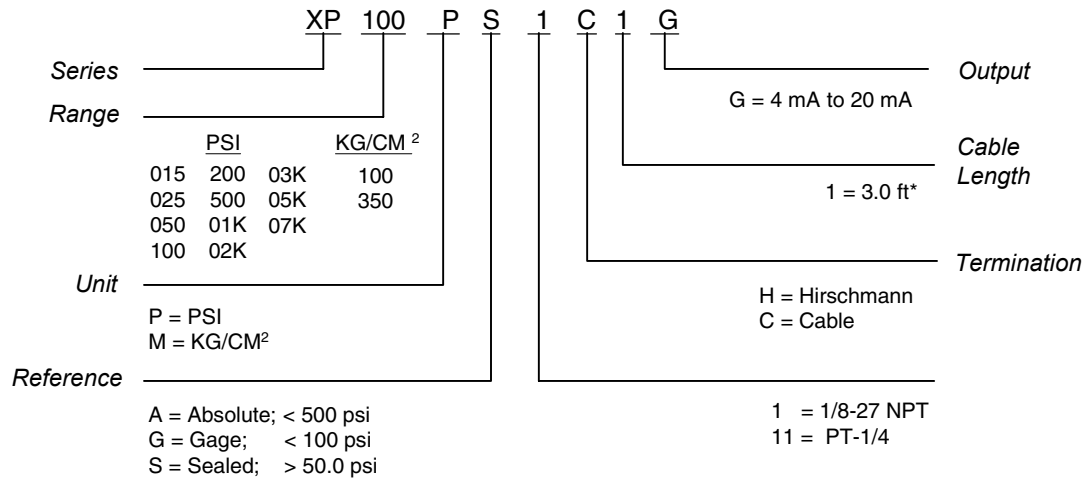 XP 100 P S 1 C 1 G
Series
Range
PSI KG/CM ²
015 200 03K 100
025 500 05K 350
050 01K 07K
100 02K
Unit
P = PSI
M = KG/CM²
Reference
A = Absolute; < 500 psi
G = Gage; < 100 psi
S = Sealed; > 50.0 psi
Output
G = 4 mA to 20 mA
Cable
Length
1 = 3.0 ft*
Termination
H = Hirschmann
C = Cable
1 = 1/8-27 NPT
11 = PT-1/4